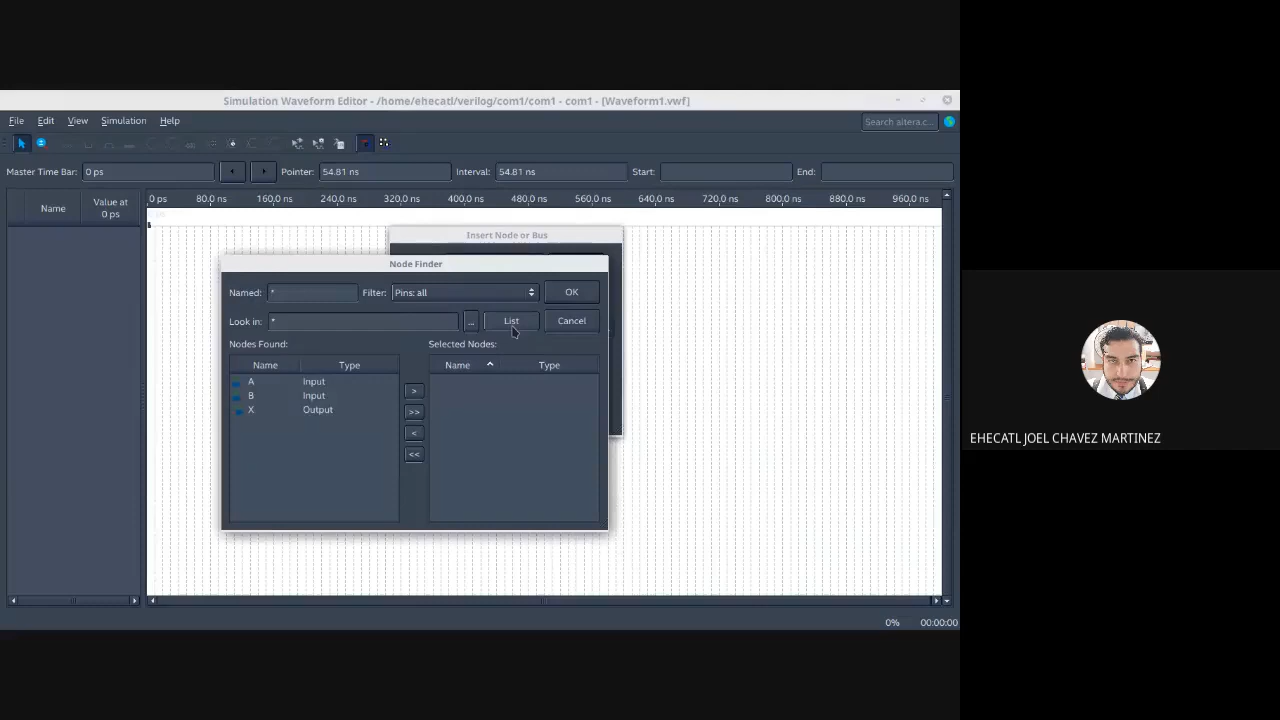 Simulation Waveform Editor - /home/ehecatl/verilog/com1/com1 - com1 - [Waveform1.vwf]
File Edit View Simulation Help Search altera.c...
Master Time Bar: 0 ps Pointer: 54.81 ns Interval: 54.81 ns Start: End:
Name Value at 0 ps
0 ps 80.0 ns 160.0 ns 240.0 ns 320.0 ns 400.0 ns 480.0 ns 560.0 ns 640.0 ns 720.0 ns 800.0 ns 880.0 ns 960.0 ns
Insert Node or Bus
Node Finder
Named: * Filter: Pins: all OK
Look in: * ... List Cancel
Nodes Found: Selected Nodes:
Name Type Name Type
A Input
B Input
X Output
>
>>
<
<<
EHECATL JOEL CHAVEZ MARTINEZ
0% 00:00:00